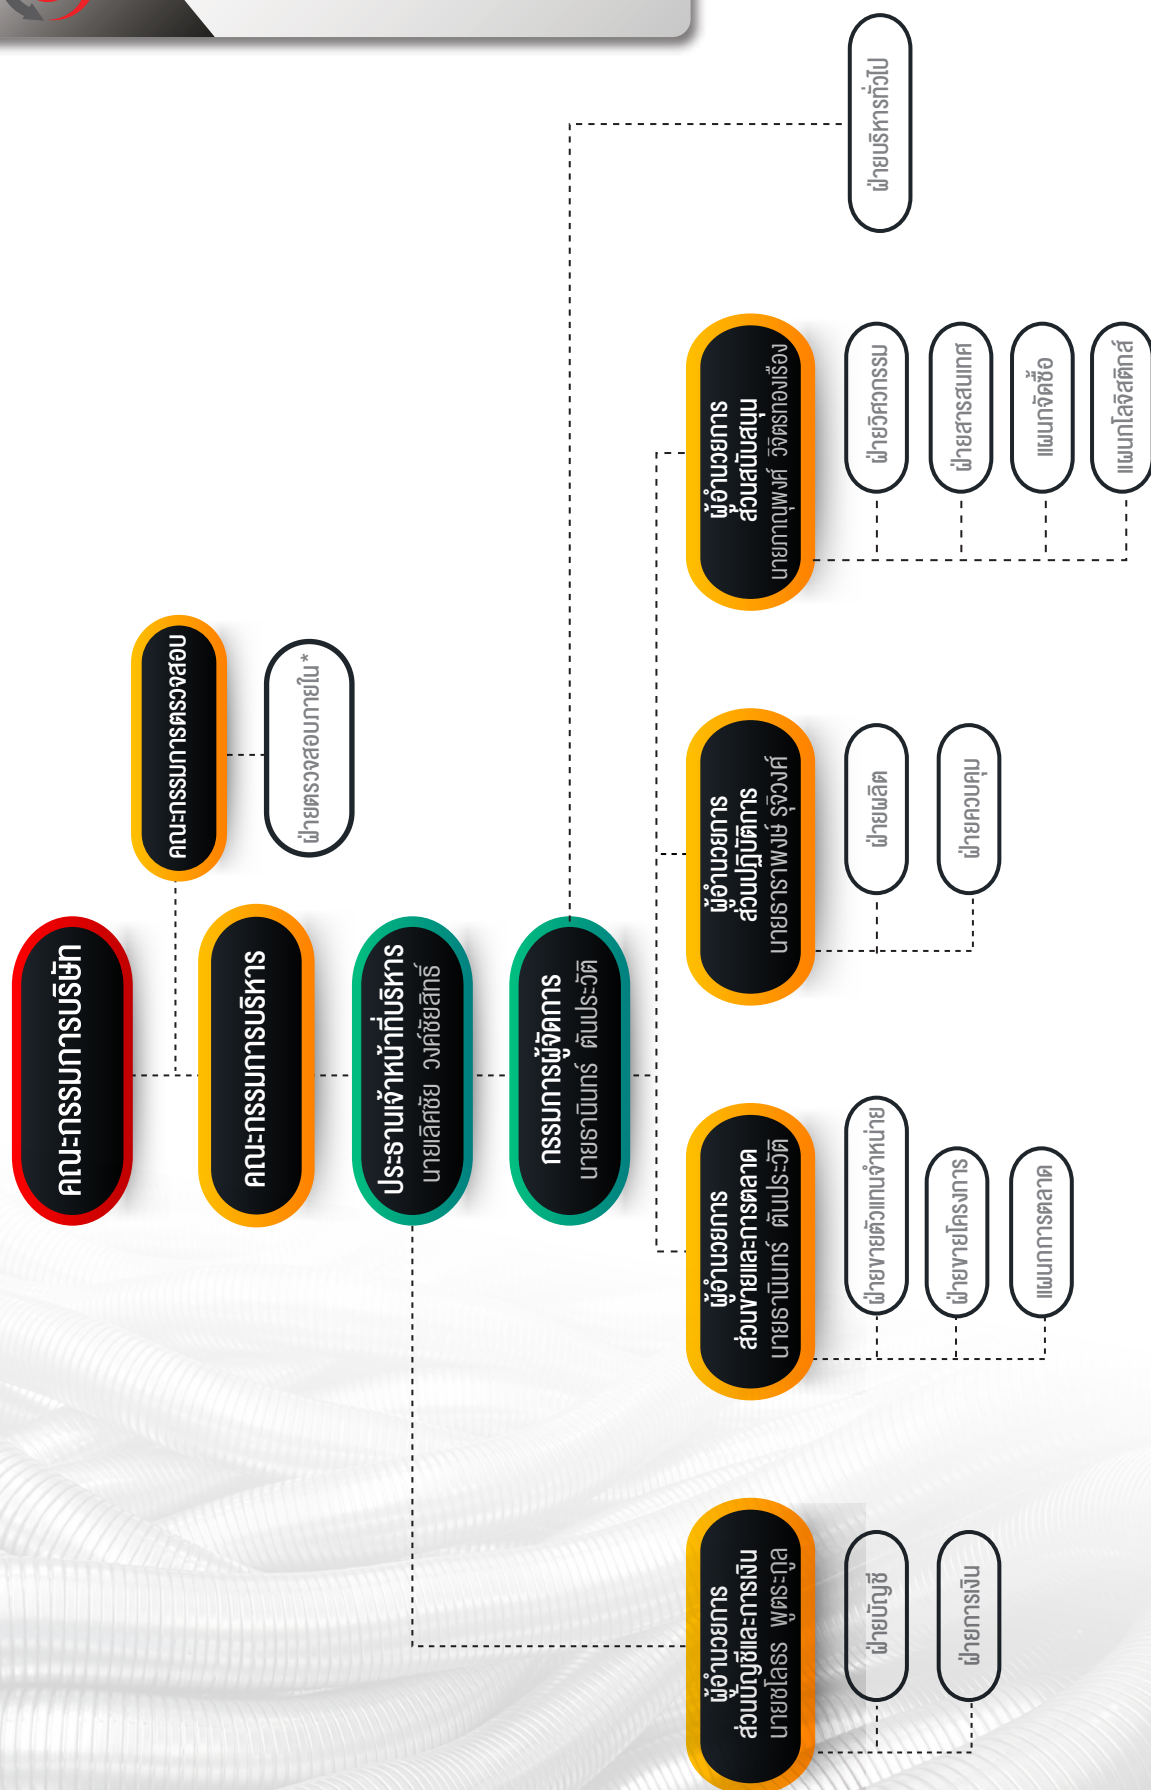 คณะกรรมการบริษัท
คณะกรรมการตรวจสอบ
ฝ่ายตรวจสอบภายใน*
คณะกรรมการบริหาร
ประธานเจ้าหน้าที่บริหาร
นายเลิศชัย วงค์ชัยสิทธิ์
กรรมการผู้จัดการ
นายธานินทร์ ตันประวัติ
ผู้อำนวยการ
ส่วนบัญชีและการเงิน
นายชโลธร พูตระกูล
ฝ่ายบัญชี
ฝ่ายการเงิน
ผู้อำนวยการ
ส่วนขายและการตลาด
นายธานินทร์ ตันประวัติ
ฝ่ายขายตัวแทนจำหน่าย
ฝ่ายขายโครงการ
แผนกการตลาด
ผู้อำนวยการ
ส่วนปฏิบัติการ
นายธาราพงษ์ รุจิวงศ์
ฝ่ายผลิต
ฝ่ายควบคุม
ผู้อำนวยการ
ส่วนสนับสนุน
นายภาณุพงศ์ วิจิตรทองเรือง
ฝ่ายวิศวกรรม
ฝ่ายสารสนเทศ
แผนกจัดซื้อ
แผนกโลจิสติกส์
ฝ่ายบริหารทั่วไป